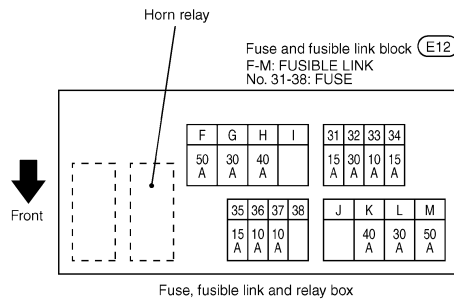 Horn relay
Fuse and fusible link block E12
F-M: FUSIBLE LINK
No. 31-38: FUSE
F G H I
50 A 30 A 40 A
31 32 33 34
15 A 30 A 10 A 15 A
Front
35 36 37 38
15 A 10 A 10 A
J K L M
40 A 30 A 50 A
Fuse, fusible link and relay box